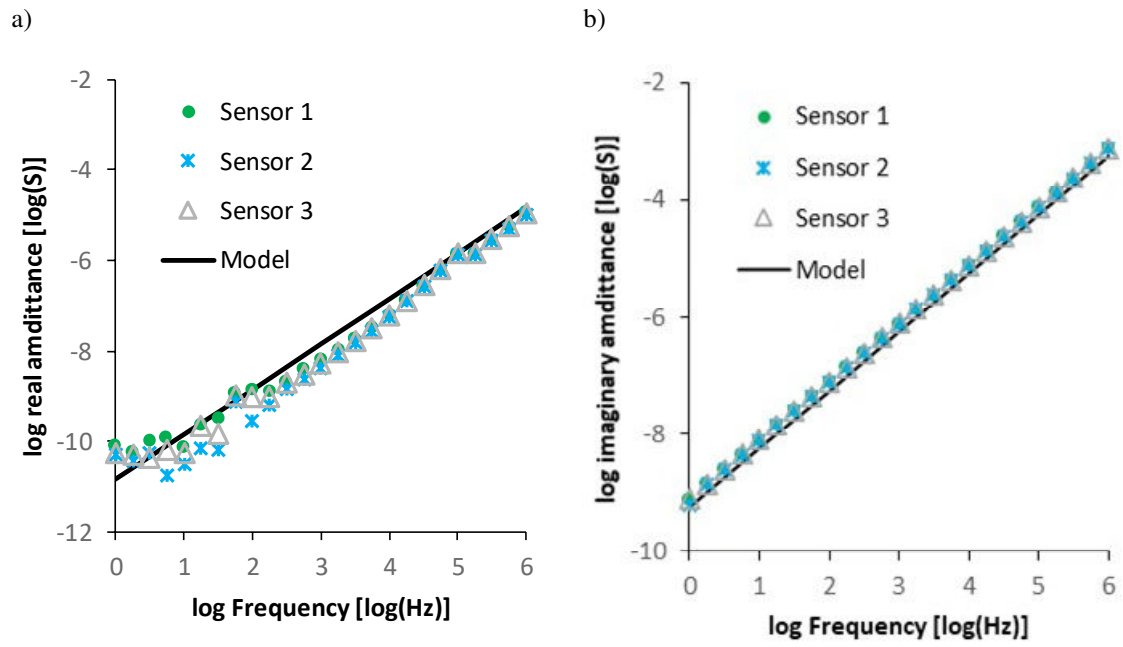 a)
log real amdittance [log(S)]
-2
-4
-6
-8
-10
-12
Sensor 1
Sensor 2
Sensor 3
Model
0 1 2 3 4 5 6
log Frequency [log(Hz)]
b)
log imaginary amdittance [log(S)]
-2
-4
-6
-8
-10
Sensor 1
Sensor 2
Sensor 3
Model
0 1 2 3 4 5 6
log Frequency [log(Hz)]